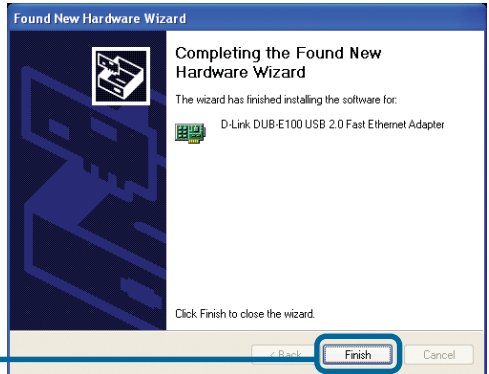 Found New Hardware Wizard
Completing the Found New
Hardware Wizard
The wizard has finished installing the software for:
D-Link DUB-E100 USB 2.0 Fast Ethernet Adapter
Click Finish to close the wizard.
< Back Finish Cancel